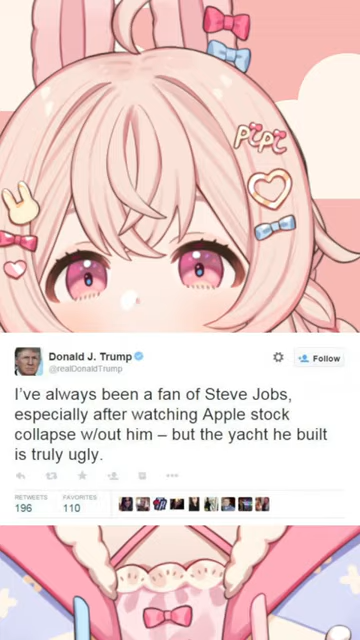 PiPi
Donald J. Trump
@realDonaldTrump
Follow
I've always been a fan of Steve Jobs,
especially after watching Apple stock
collapse w/out him – but the yacht he built
is truly ugly.
RETWEETS FAVORITES
196 110